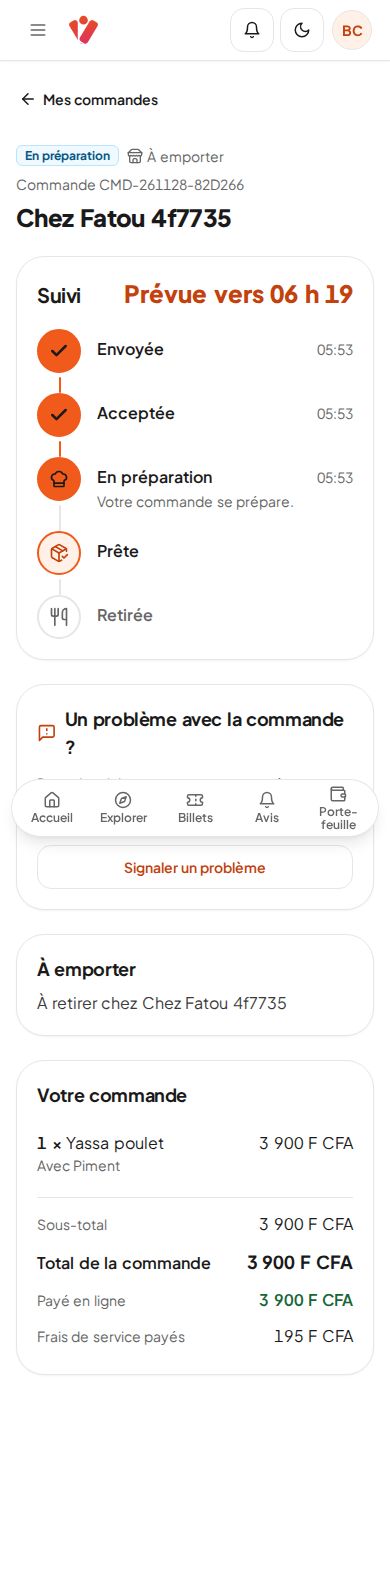 BC
Mes commandes
En préparation À emporter
Commande CMD-261128-82D266
Chez Fatou 4f7735
Suivi Prévue vers 06 h 19
Envoyée 05:53
Acceptée 05:53
En préparation 05:53
Votre commande se prépare.
Prête
Retirée
Un problème avec la commande
?
Accueil Explorer Billets Avis Porte-
feuille
Signaler un problème
À emporter
À retirer chez Chez Fatou 4f7735
Votre commande
1 × Yassa poulet 3 900 F CFA
Avec Piment
Sous-total 3 900 F CFA
Total de la commande 3 900 F CFA
Payé en ligne 3 900 F CFA
Frais de service payés 195 F CFA